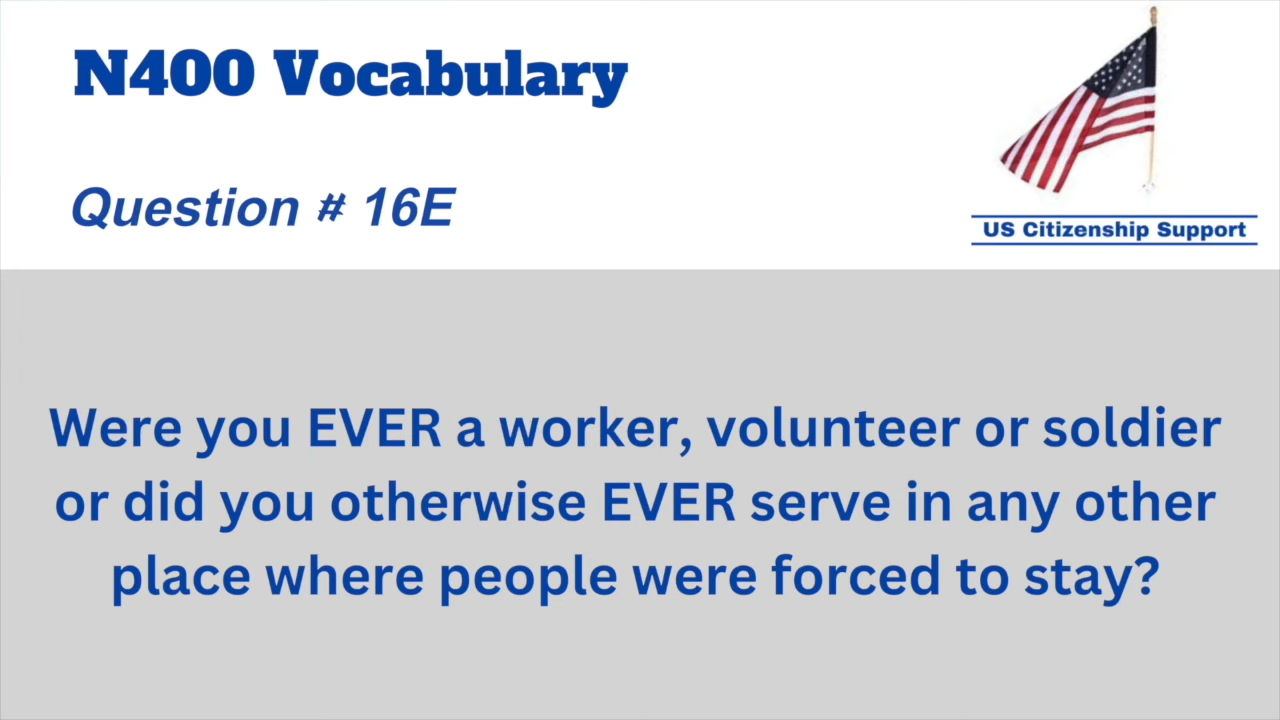 N400 Vocabulary
Question # 16E
US Citizenship Support
Were you EVER a worker, volunteer or soldier
or did you otherwise EVER serve in any other
place where people were forced to stay?